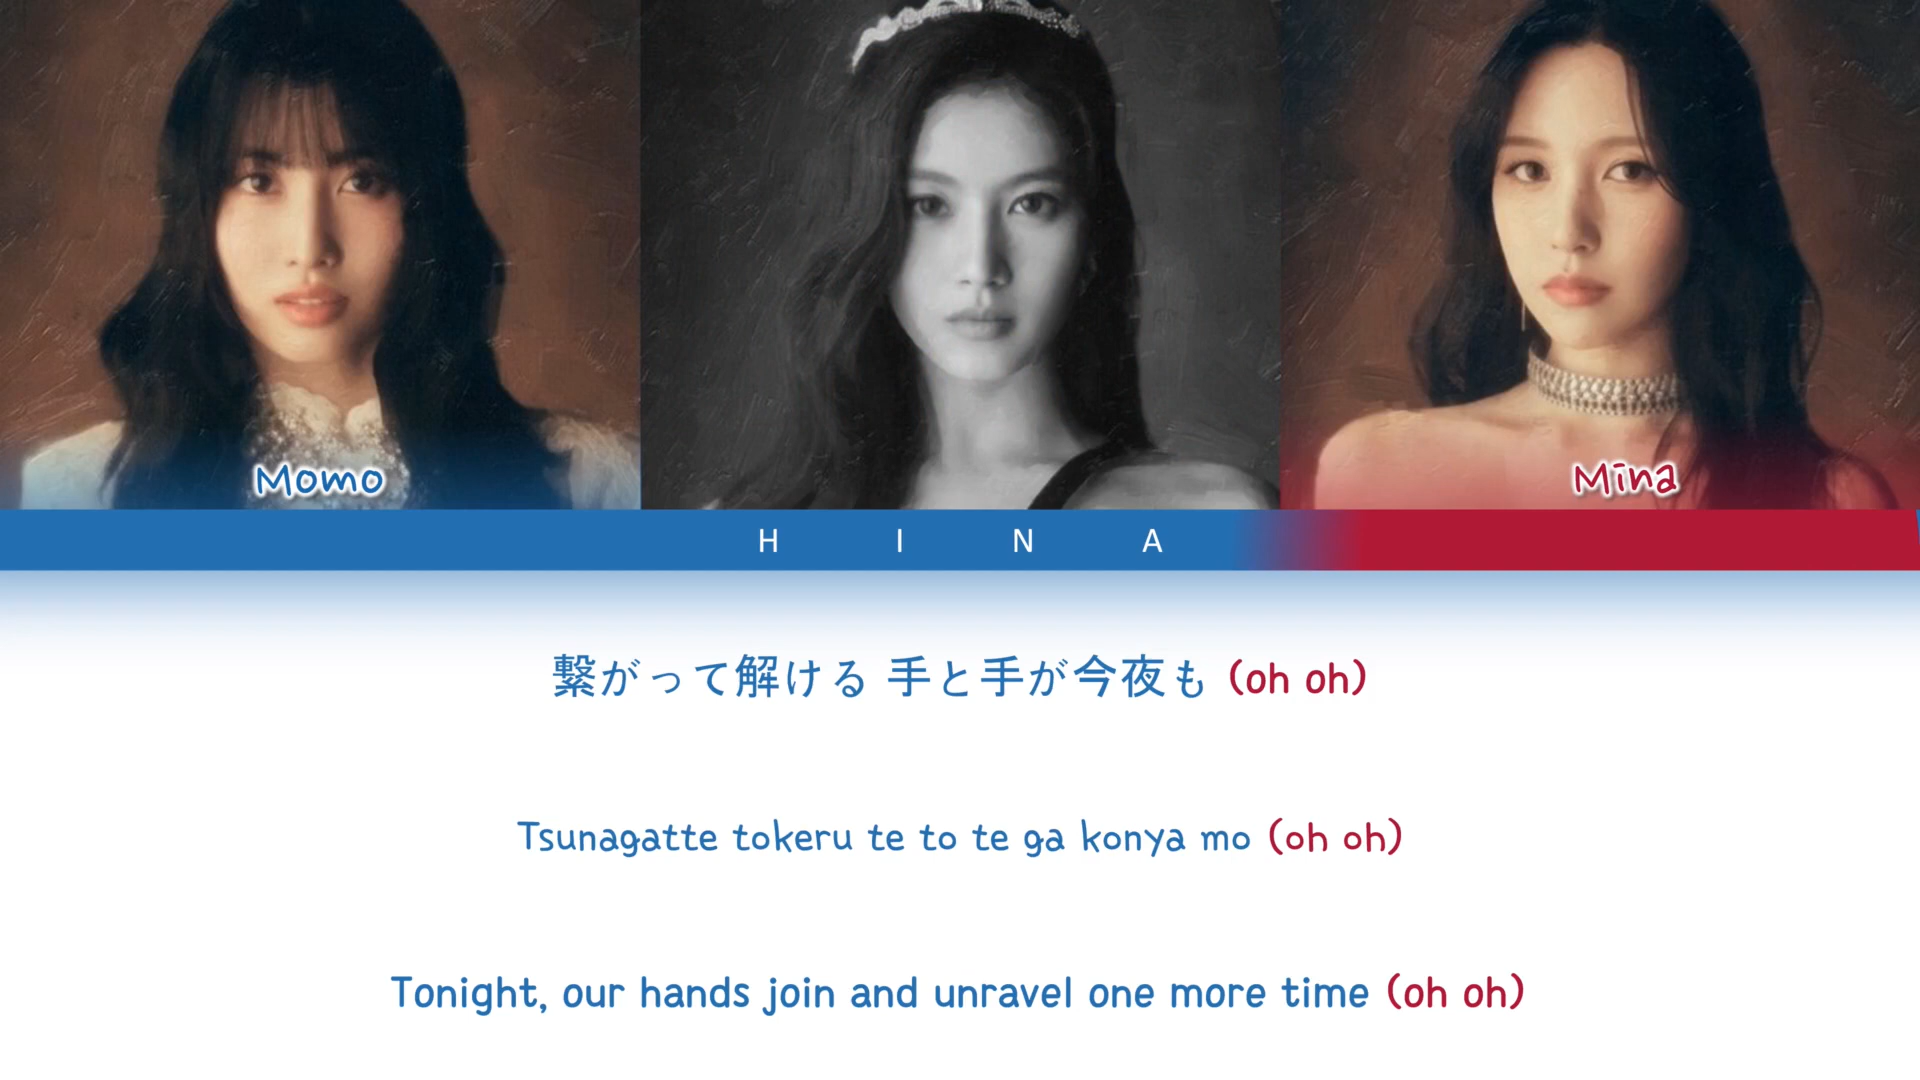 Momo
Mina
H I N A
繋がって解ける 手と手が今夜も (oh oh)
Tsunagatte tokeru te to te ga konya mo (oh oh)
Tonight, our hands join and unravel one more time (oh oh)